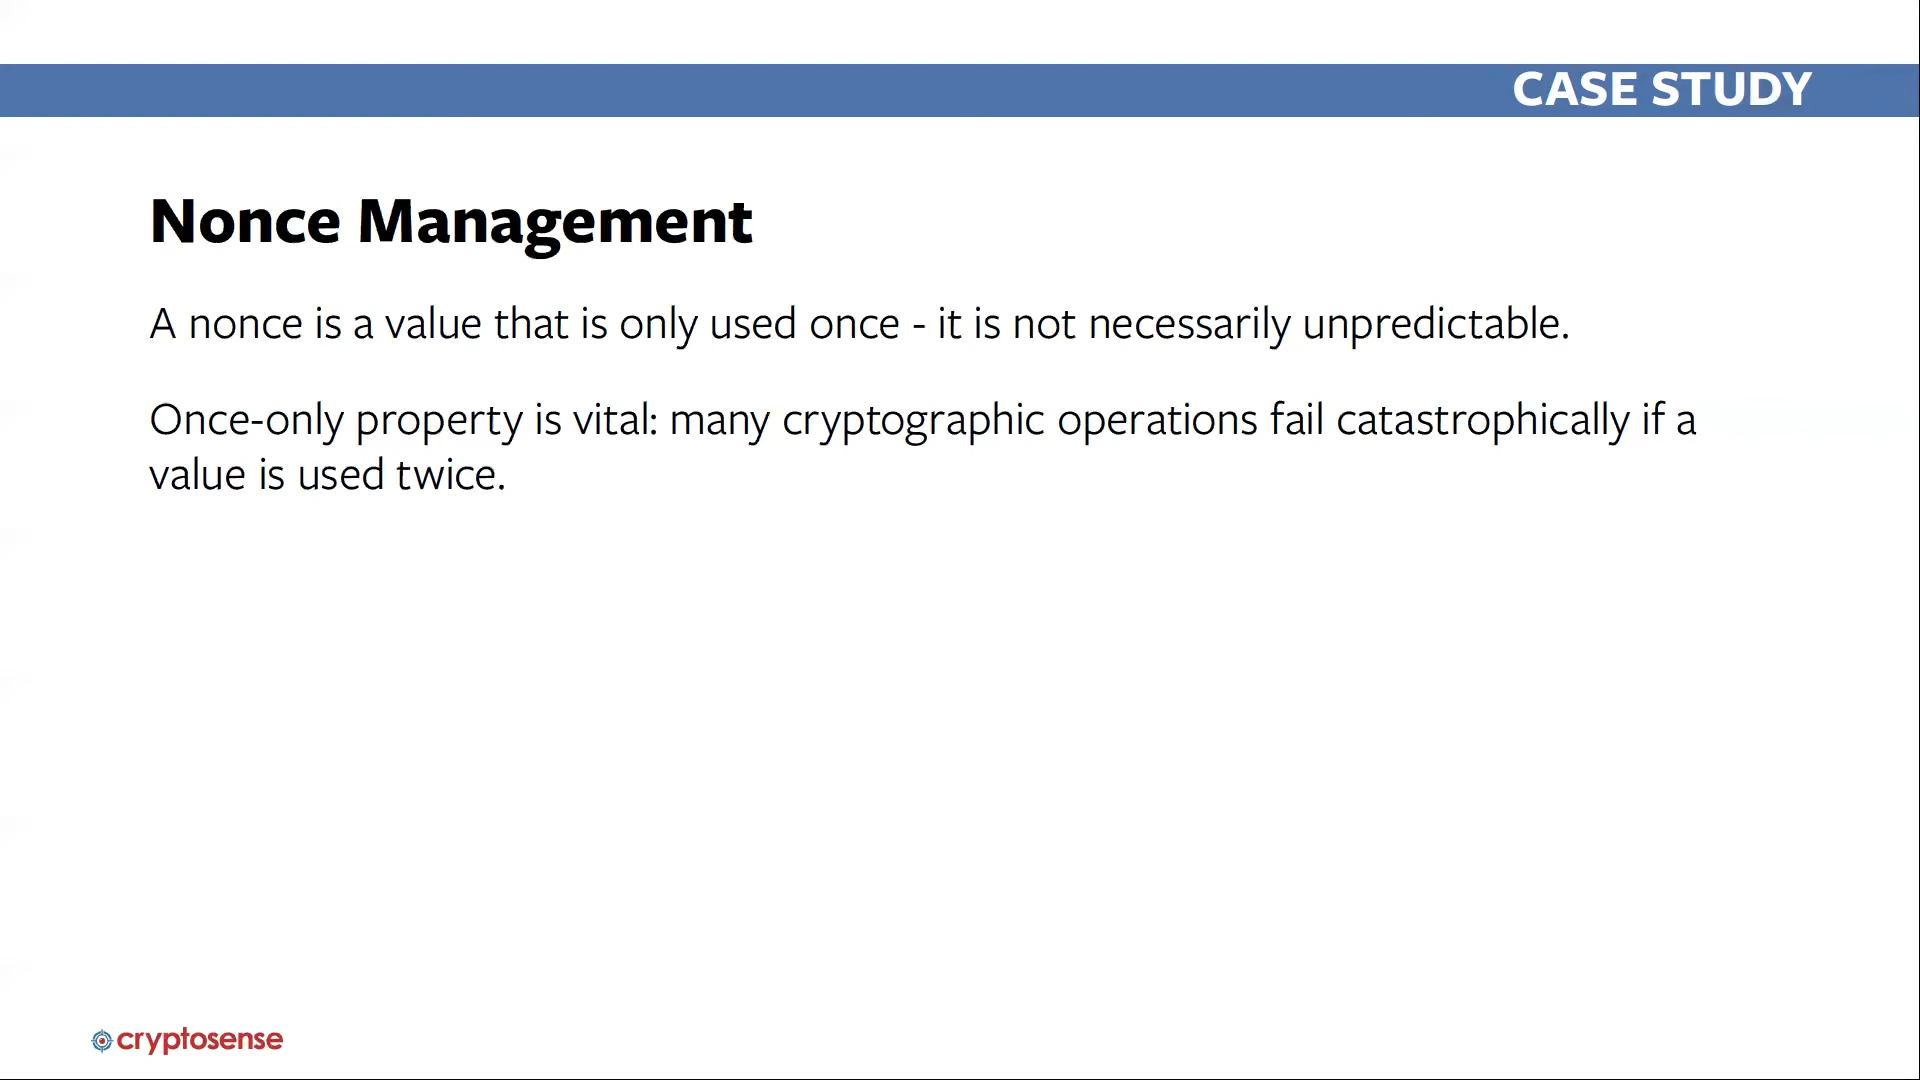 CASE STUDY
Nonce Management
A nonce is a value that is only used once - it is not necessarily unpredictable.
Once-only property is vital: many cryptographic operations fail catastrophically if a
value is used twice.
cryptosense